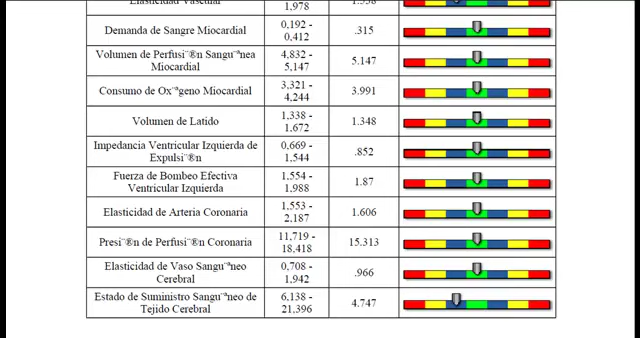 1,978
Demanda de Sangre Miocardial
0,192 -
0,412
.315
Volumen de Perfusi¨®n Sangu¨ªnea
Miocardial
4,832 -
5,147
5.147
Consumo de Ox¨ªgeno Miocardial
3,321 -
4,244
3.991
Volumen de Latido
1,338 -
1,672
1.348
Impedancia Ventricular Izquierda de
Expulsi¨®n
0,669 -
1,544
.852
Fuerza de Bombeo Efectiva
Ventricular Izquierda
1,554 -
1,988
1.87
Elasticidad de Arteria Coronaria
1,553 -
2,187
1.606
Presi¨®n de Perfusi¨®n Coronaria
11,719 -
18,418
15.313
Elasticidad de Vaso Sangu¨ªneo
Cerebral
0,708 -
1,942
.966
Estado de Suministro Sangu¨ªneo de
Tejido Cerebral
6,138 -
21,396
4.747